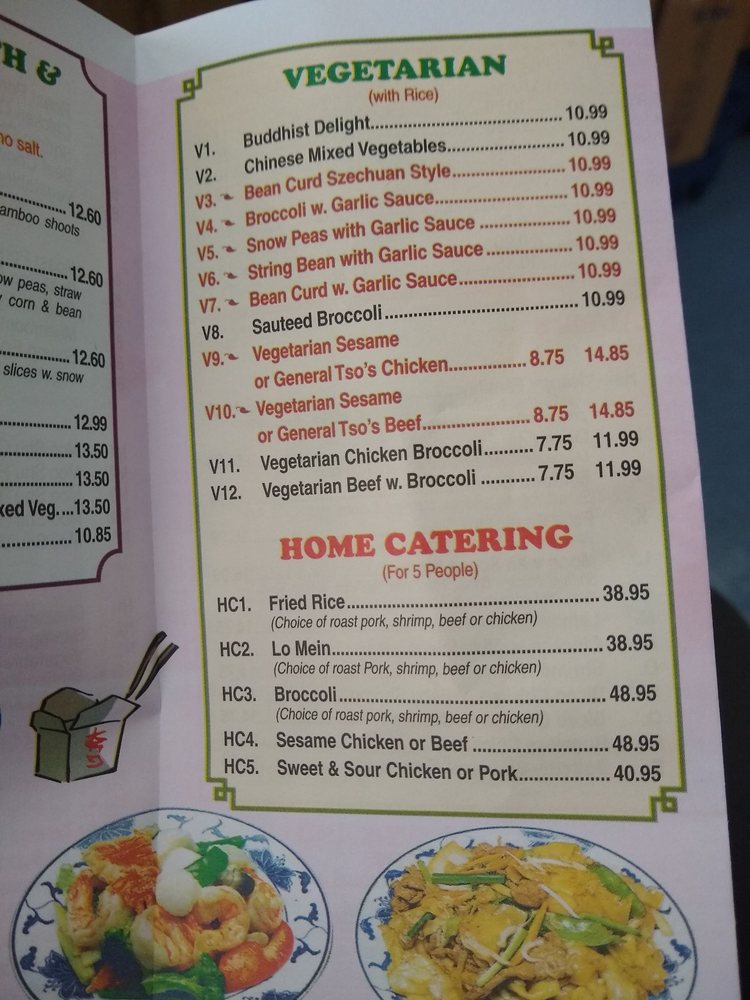 TH &
no salt.
12.60
amboo shoots
12.60
ow peas, straw
corn & bean
12.60
slices w. snow
12.99
13.50
13.50
xed Veg....13.50
10.85
VEGETARIAN
(with Rice)
V1. Buddhist Delight 10.99
V2. Chinese Mixed Vegetables 10.99
V3. Bean Curd Szechuan Style 10.99
V4. Broccoli w. Garlic Sauce 10.99
V5. Snow Peas with Garlic Sauce 10.99
V6. String Bean with Garlic Sauce 10.99
V7. Bean Curd w. Garlic Sauce 10.99
V8. Sauteed Broccoli 10.99
V9. Vegetarian Sesame
or General Tso's Chicken 8.75 14.85
V10. Vegetarian Sesame
or General Tso's Beef 8.75 14.85
V11. Vegetarian Chicken Broccoli 7.75 11.99
V12. Vegetarian Beef w. Broccoli 7.75 11.99
HOME CATERING
(For 5 People)
HC1. Fried Rice 38.95
(Choice of roast pork, shrimp, beef or chicken)
HC2. Lo Mein 38.95
(Choice of roast Pork, shrimp, beef or chicken)
HC3. Broccoli 48.95
(Choice of roast pork, shrimp, beef or chicken)
HC4. Sesame Chicken or Beef 48.95
HC5. Sweet & Sour Chicken or Pork 40.95